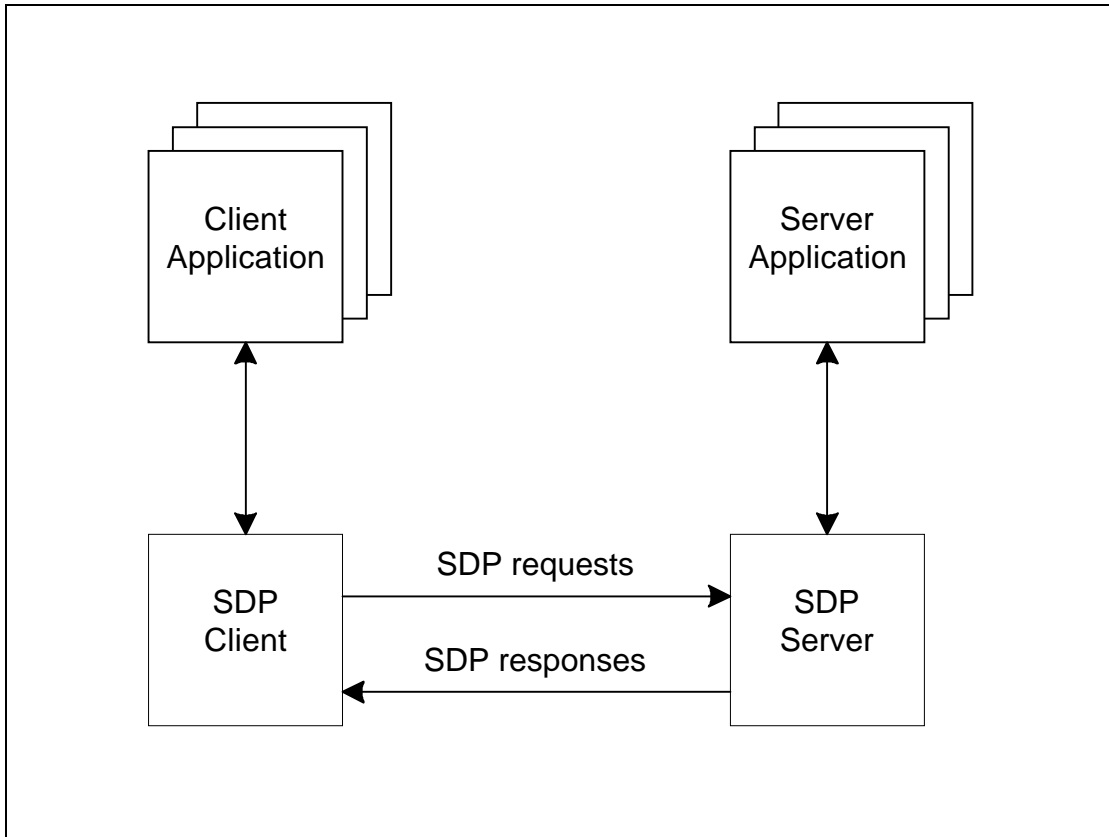 Client
Application
Server
Application
SDP requests
SDP
Client
SDP
Server
SDP responses